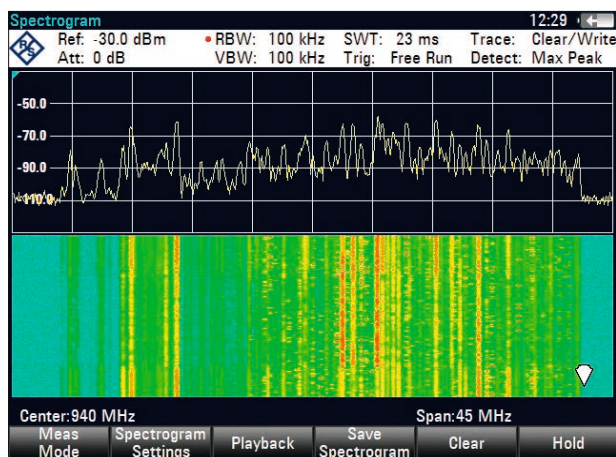 Spectrogram 12:29
R&S Ref: -30.0 dBm • RBW: 100 kHz SWT: 23 ms Trace: Clear/Write
Att: 0 dB VBW: 100 kHz Trig: Free Run Detect: Max Peak
-50.0
-70.0
-90.0
-110.0
Center:940 MHz Span:45 MHz
Meas Mode Spectrogram Settings Playback Save Spectrogram Clear Hold